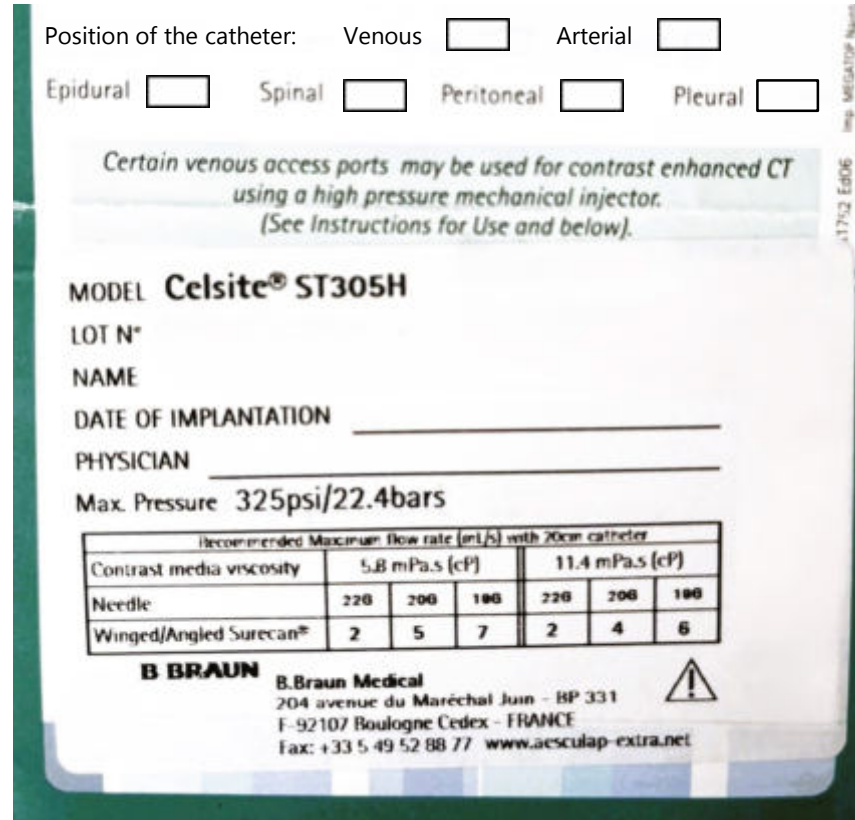 Position of the catheter: Venous Arterial
Epidural Spinal Peritoneal Pleural
Imp. MEGATOP
1752 Ed06
Certain venous access ports may be used for contrast enhanced CT
using a high pressure mechanical injector.
(See Instructions for Use and below).
MODEL Celsite® ST305H
LOT N°
NAME
DATE OF IMPLANTATION
PHYSICIAN
Max. Pressure 325psi/22.4bars
Recommended Maximum flow rate (mL/s) with 20cm catheter
Contrast media viscosity 5.8 mPa.s (cP) 11.4 mPa.s (cP)
Needle 22G 20G 19G 22G 20G 19G
Winged/Angled Surecan® 2 5 7 2 4 6
B BRAUN
B.Braun Medical
204 avenue du Maréchal Juin - BP 331
F-92107 Boulogne Cedex - FRANCE
Fax: +33 5 49 52 88 77 www.aesculap-extra.net